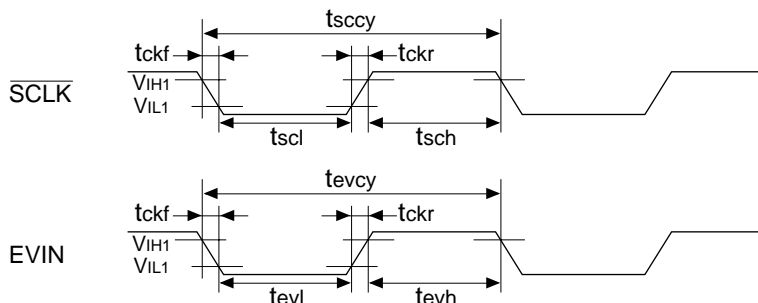 tsccy
tckf tckr
SCLK
VIH1
VIL1
tscl tsch
tevcy
tckf tckr
EVIN
VIH1
VIL1
tevl tevh